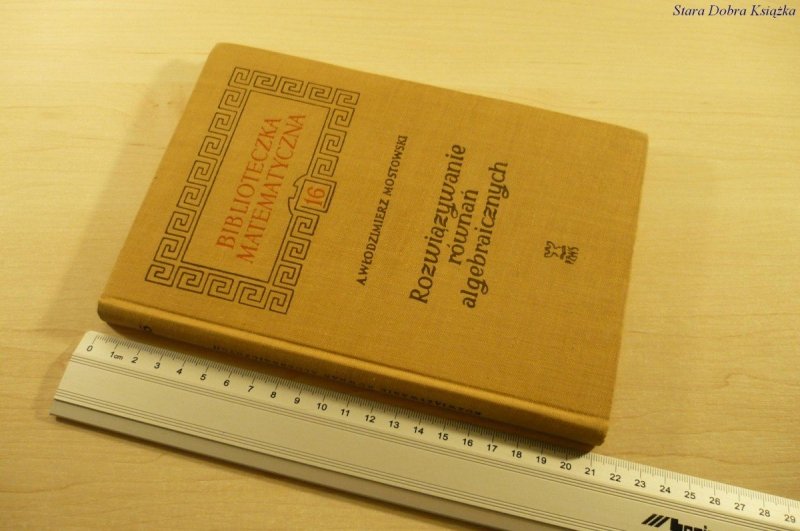 Stara Dobra Książka
BIBLIOTECZKA
MATEMATYCZNA
16
A.WŁODZIMIERZ MOSTOWSKI
Rozwiązywanie
równań
algebraicznych
PZWS
0 1cm 2 3 4 5 6 7 8 9 10 11 12 13 14 15 16 17 18 19 20 21 22 23 24 25 26 27 28 29